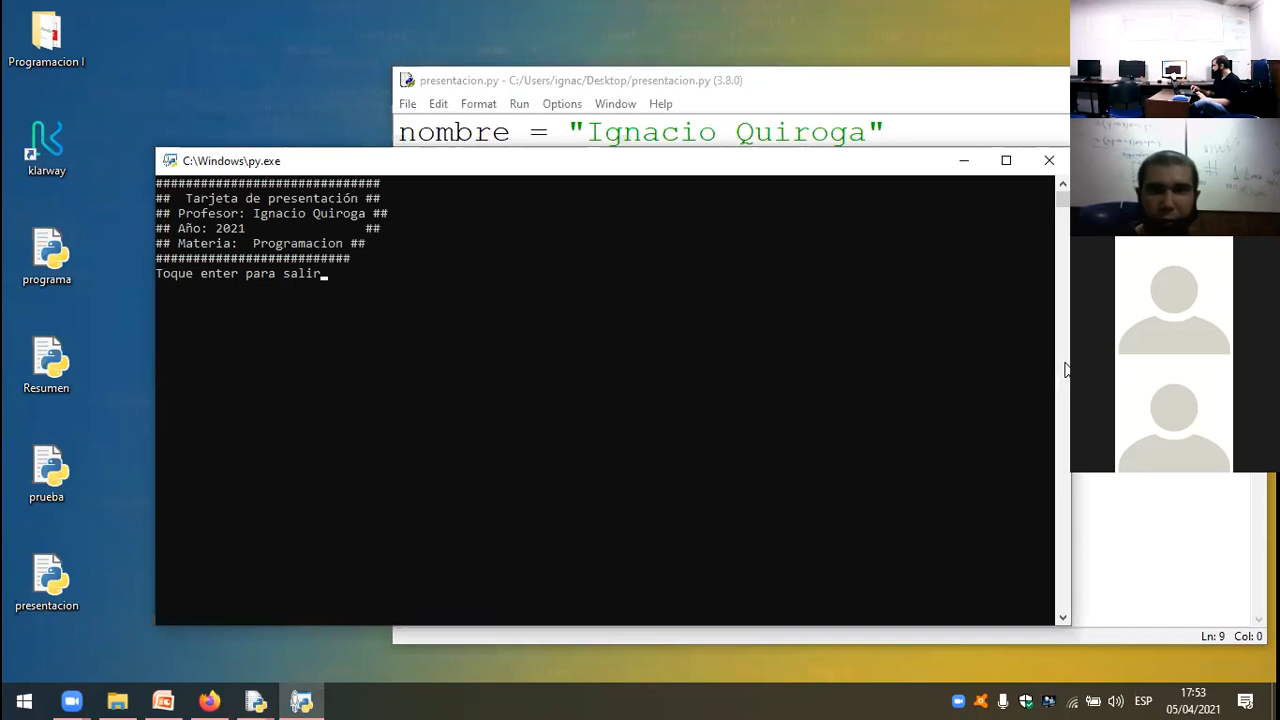 Programacion I
klarway
programa
Resumen
prueba
presentacion
presentacion.py - C:/Users/ignac/Desktop/presentacion.py (3.8.0)
File Edit Format Run Options Window Help
nombre = "Ignacio Quiroga"
C:\Windows\py.exe
##############################
##  Tarjeta de presentación ##
## Profesor: Ignacio Quiroga ##
## Año: 2021                ##
## Materia:  Programacion ##
##########################
Toque enter para salir
Ln: 9 Col: 0
ESP
17:53
05/04/2021